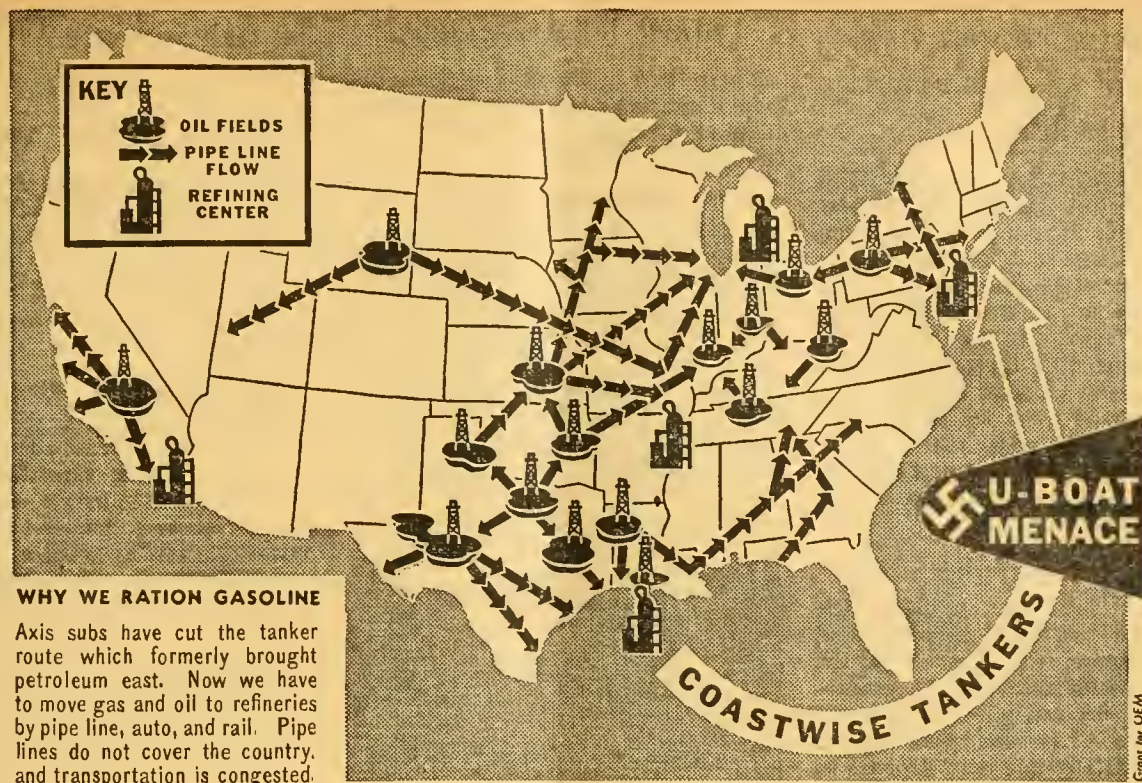 KEY
OIL FIELDS
PIPE LINE
FLOW
REFINING
CENTER
U-BOAT
MENACE
COASTWISE TANKERS
WHY WE RATION GASOLINE
Axis subs have cut the tanker
route which formerly brought
petroleum east. Now we have
to move gas and oil to refineries
by pipe line, auto, and rail. Pipe
lines do not cover the country.
and transportation is congested.
for OEM